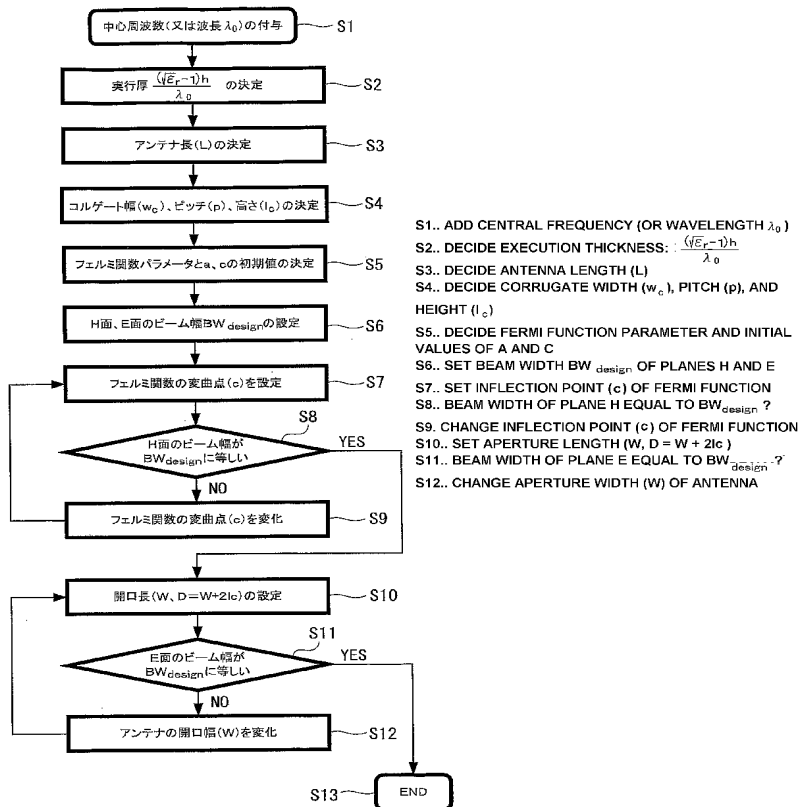 中心周波数(又は波長λ0)の付与
S1
実行厚 (√εr-1)h/λ0 の決定
S2
アンテナ長(L)の決定
S3
コルゲート幅(wc)、ピッチ(p)、高さ(lc)の決定
S4
フェルミ関数パラメータとa、cの初期値の決定
S5
H面、E面のビーム幅BWdesignの設定
S6
フェルミ関数の変曲点(c)を設定
S7
H面のビーム幅が
BWdesignに等しい
S8
YES
NO
フェルミ関数の変曲点(c)を変化
S9
開口長(W、D=W+2lc)の設定
S10
E面のビーム幅が
BWdesignに等しい
S11
YES
NO
アンテナの開口幅(W)を変化
S12
S13
END
S1.. ADD CENTRAL FREQUENCY (OR WAVELENGTH λ0)
S2.. DECIDE EXECUTION THICKNESS: (√εr-1)h/λ0
S3.. DECIDE ANTENNA LENGTH (L)
S4.. DECIDE CORRUGATE WIDTH (wc), PITCH (p), AND
HEIGHT (lc)
S5.. DECIDE FERMI FUNCTION PARAMETER AND INITIAL
VALUES OF A AND C
S6.. SET BEAM WIDTH BW design OF PLANES H AND E
S7.. SET INFLECTION POINT (c) OF FERMI FUNCTION
S8.. BEAM WIDTH OF PLANE H EQUAL TO BWdesign ?
S9. CHANGE INFLECTION POINT (c) OF FERMI FUNCTION
S10.. SET APERTURE LENGTH (W, D = W + 2lc )
S11.. BEAM WIDTH OF PLANE E EQUAL TO BWdesign ?
S12.. CHANGE APERTURE WIDTH (W) OF ANTENNA